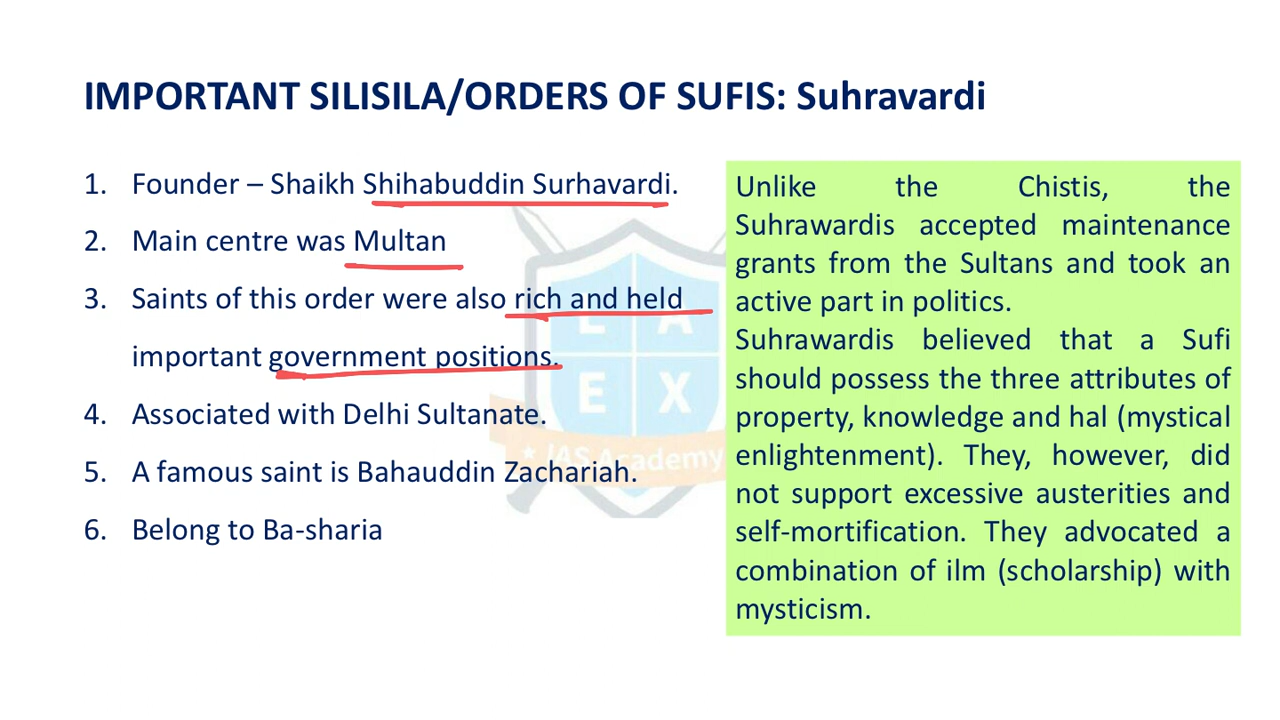 IMPORTANT SILISILA/ORDERS OF SUFIS: Suhravardi
1. Founder – Shaikh Shihabuddin Surhavardi.
2. Main centre was Multan
3. Saints of this order were also rich and held
important government positions.
4. Associated with Delhi Sultanate.
5. A famous saint is Bahauddin Zachariah.
6. Belong to Ba-sharia
Unlike the Chistis, the
Suhrawardis accepted maintenance
grants from the Sultans and took an
active part in politics.
Suhrawardis believed that a Sufi
should possess the three attributes of
property, knowledge and hal (mystical
enlightenment). They, however, did
not support excessive austerities and
self-mortification. They advocated a
combination of ilm (scholarship) with
mysticism.
L A
E X
IAS Academy